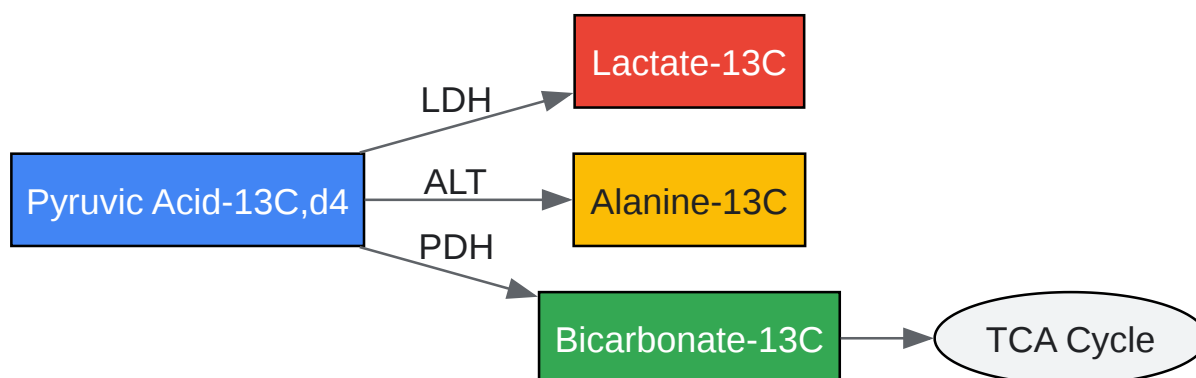 Lactate-13C
LDH
Pyruvic Acid-13C,d4
ALT
Alanine-13C
PDH
Bicarbonate-13C
TCA Cycle